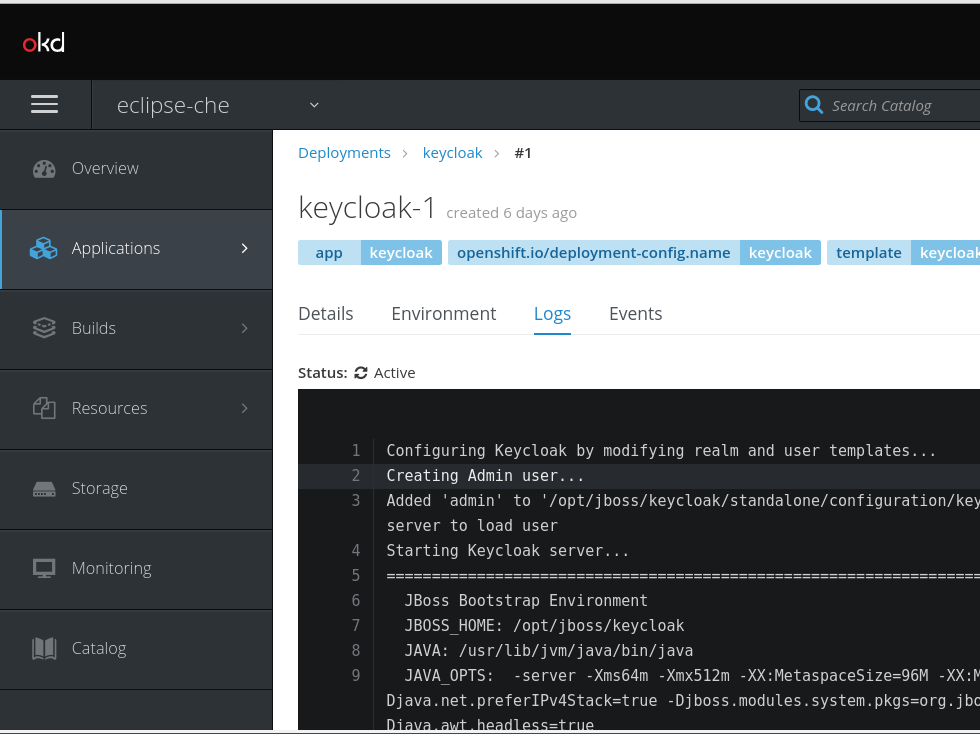 okd
eclipse-che
Search Catalog
Overview
Applications
Builds
Resources
Storage
Monitoring
Catalog
Deployments > keycloak > #1
keycloak-1 created 6 days ago
app keycloak openshift.io/deployment-config.name keycloak template keycloak
Details Environment Logs Events
Status: Active
1 Configuring Keycloak by modifying realm and user templates...
2 Creating Admin user...
3 Added 'admin' to '/opt/jboss/keycloak/standalone/configuration/key
server to load user
4 Starting Keycloak server...
5 ==================================================================
6 JBoss Bootstrap Environment
7 JBOSS_HOME: /opt/jboss/keycloak
8 JAVA: /usr/lib/jvm/java/bin/java
9 JAVA_OPTS:  -server -Xms64m -Xmx512m -XX:MetaspaceSize=96M -XX:M
Djava.net.preferIPv4Stack=true -Djboss.modules.system.pkgs=org.jbo
Djava.awt.headless=true